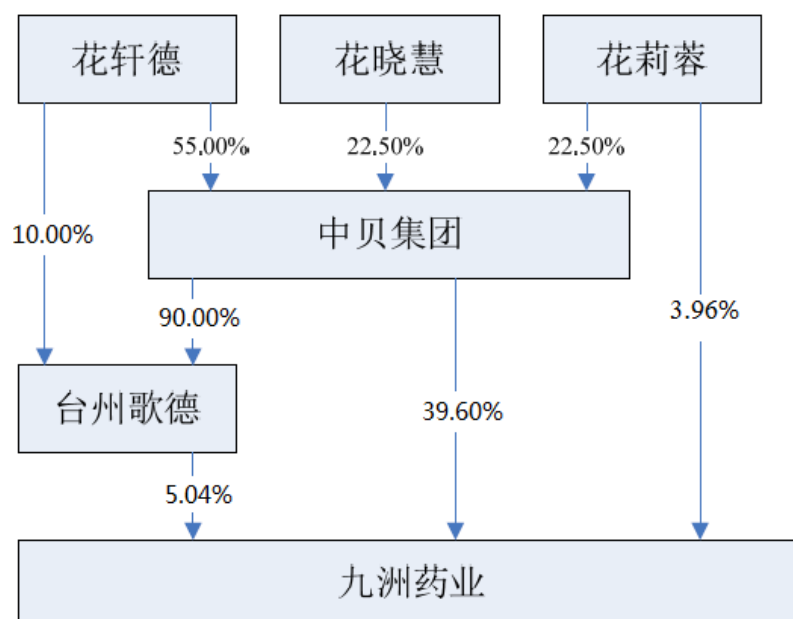 花轩德
花晓慧
花莉蓉
55.00%
22.50%
22.50%
中贝集团
10.00%
90.00%
3.96%
台州歌德
39.60%
5.04%
九洲药业